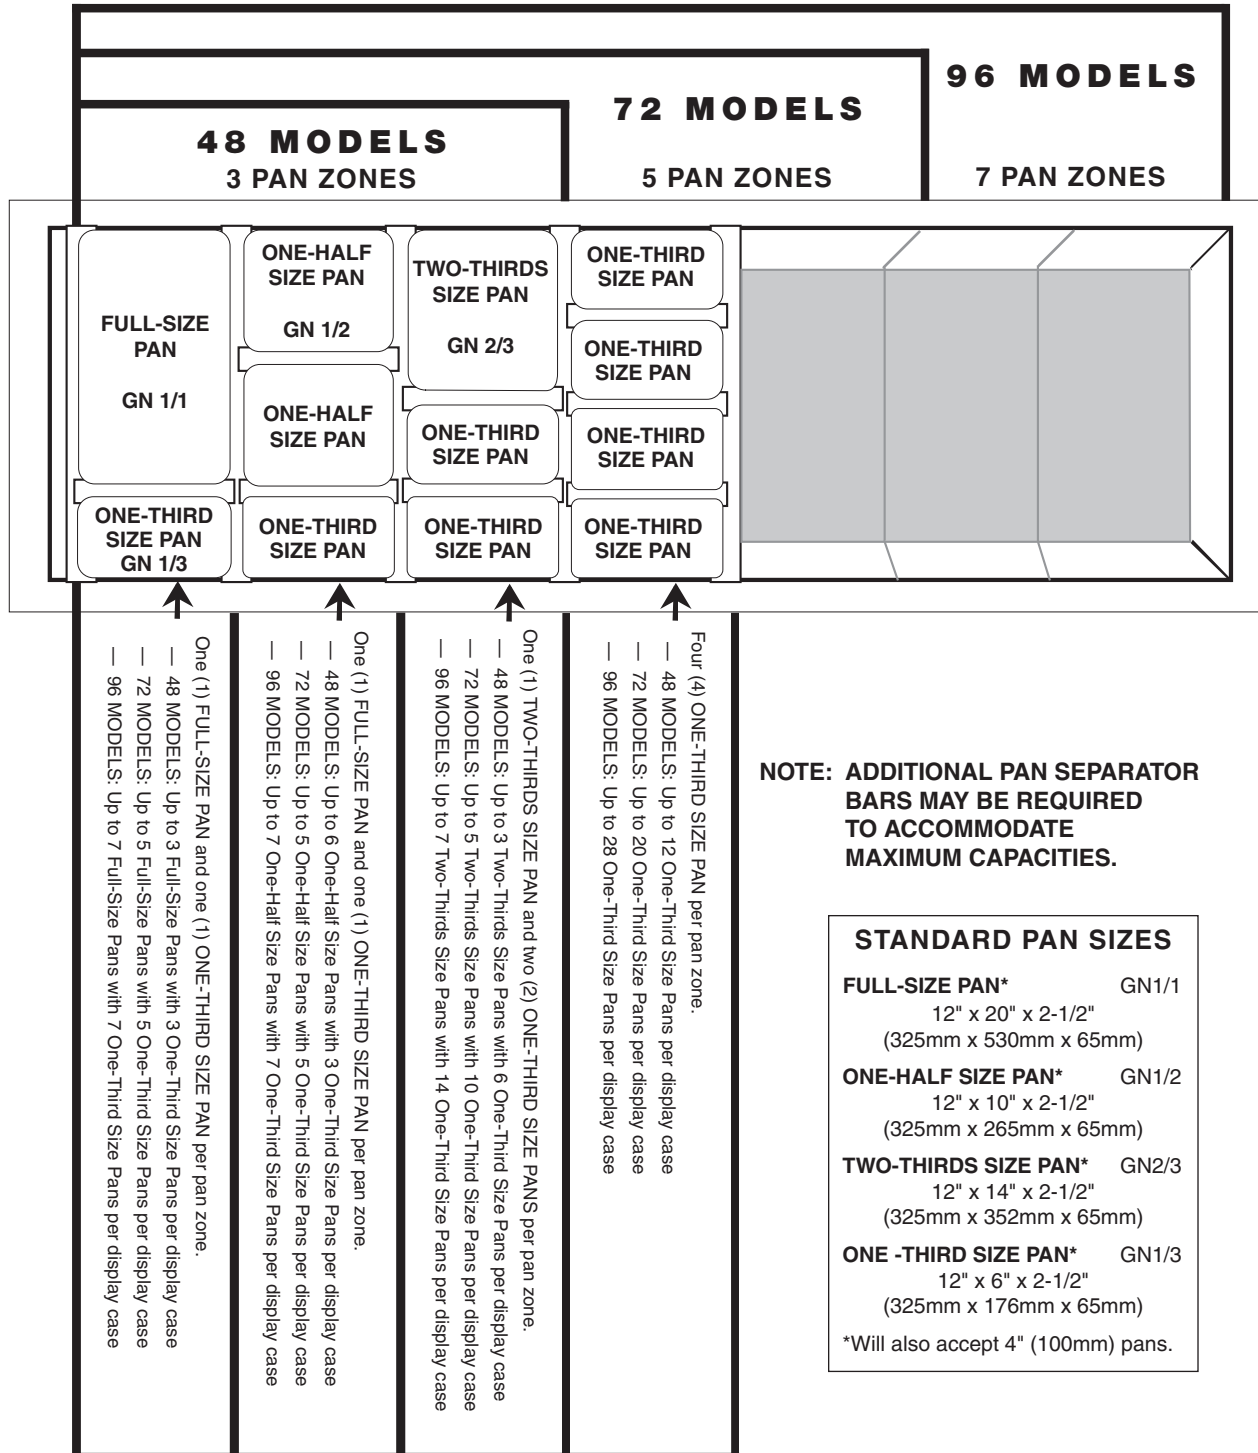 96 MODELS
72 MODELS
48 MODELS
3 PAN ZONES
5 PAN ZONES
7 PAN ZONES
FULL-SIZE
PAN
GN 1/1
ONE-THIRD
SIZE PAN
GN 1/3
ONE-HALF
SIZE PAN
GN 1/2
ONE-HALF
SIZE PAN
ONE-THIRD
SIZE PAN
TWO-THIRDS
SIZE PAN
GN 2/3
ONE-THIRD
SIZE PAN
ONE-THIRD
SIZE PAN
ONE-THIRD
SIZE PAN
ONE-THIRD
SIZE PAN
ONE-THIRD
SIZE PAN
ONE-THIRD
SIZE PAN
One (1) FULL-SIZE PAN and one (1) ONE-THIRD SIZE PAN per pan zone.
— 48 MODELS: Up to 3 Full-Size Pans with 3 One-Third Size Pans per display case
— 72 MODELS: Up to 5 Full-Size Pans with 5 One-Third Size Pans per display case
— 96 MODELS: Up to 7 Full-Size Pans with 7 One-Third Size Pans per display case
One (1) FULL-SIZE PAN and one (1) ONE-THIRD SIZE PAN per pan zone.
— 48 MODELS: Up to 6 One-Half Size Pans with 3 One-Third Size Pans per display case
— 72 MODELS: Up to 5 One-Half Size Pans with 5 One-Third Size Pans per display case
— 96 MODELS: Up to 7 One-Half Size Pans with 7 One-Third Size Pans per display case
One (1) TWO-THIRDS SIZE PAN and two (2) ONE-THIRD SIZE PANS per pan zone.
— 48 MODELS: Up to 3 Two-Thirds Size Pans with 6 One-Third Size Pans per display case
— 72 MODELS: Up to 5 Two-Thirds Size Pans with 10 One-Third Size Pans per display case
— 96 MODELS: Up to 7 Two-Thirds Size Pans with 14 One-Third Size Pans per display case
Four (4) ONE-THIRD SIZE PAN per pan zone.
— 48 MODELS: Up to 12 One-Third Size Pans per display case
— 72 MODELS: Up to 20 One-Third Size Pans per display case
— 96 MODELS: Up to 28 One-Third Size Pans per display case
NOTE: ADDITIONAL PAN SEPARATOR
BARS MAY BE REQUIRED
TO ACCOMMODATE
MAXIMUM CAPACITIES.
STANDARD PAN SIZES
FULL-SIZE PAN* GN1/1
12" x 20" x 2-1/2"
(325mm x 530mm x 65mm)
ONE-HALF SIZE PAN* GN1/2
12" x 10" x 2-1/2"
(325mm x 265mm x 65mm)
TWO-THIRDS SIZE PAN* GN2/3
12" x 14" x 2-1/2"
(325mm x 352mm x 65mm)
ONE -THIRD SIZE PAN* GN1/3
12" x 6" x 2-1/2"
(325mm x 176mm x 65mm)
*Will also accept 4" (100mm) pans.